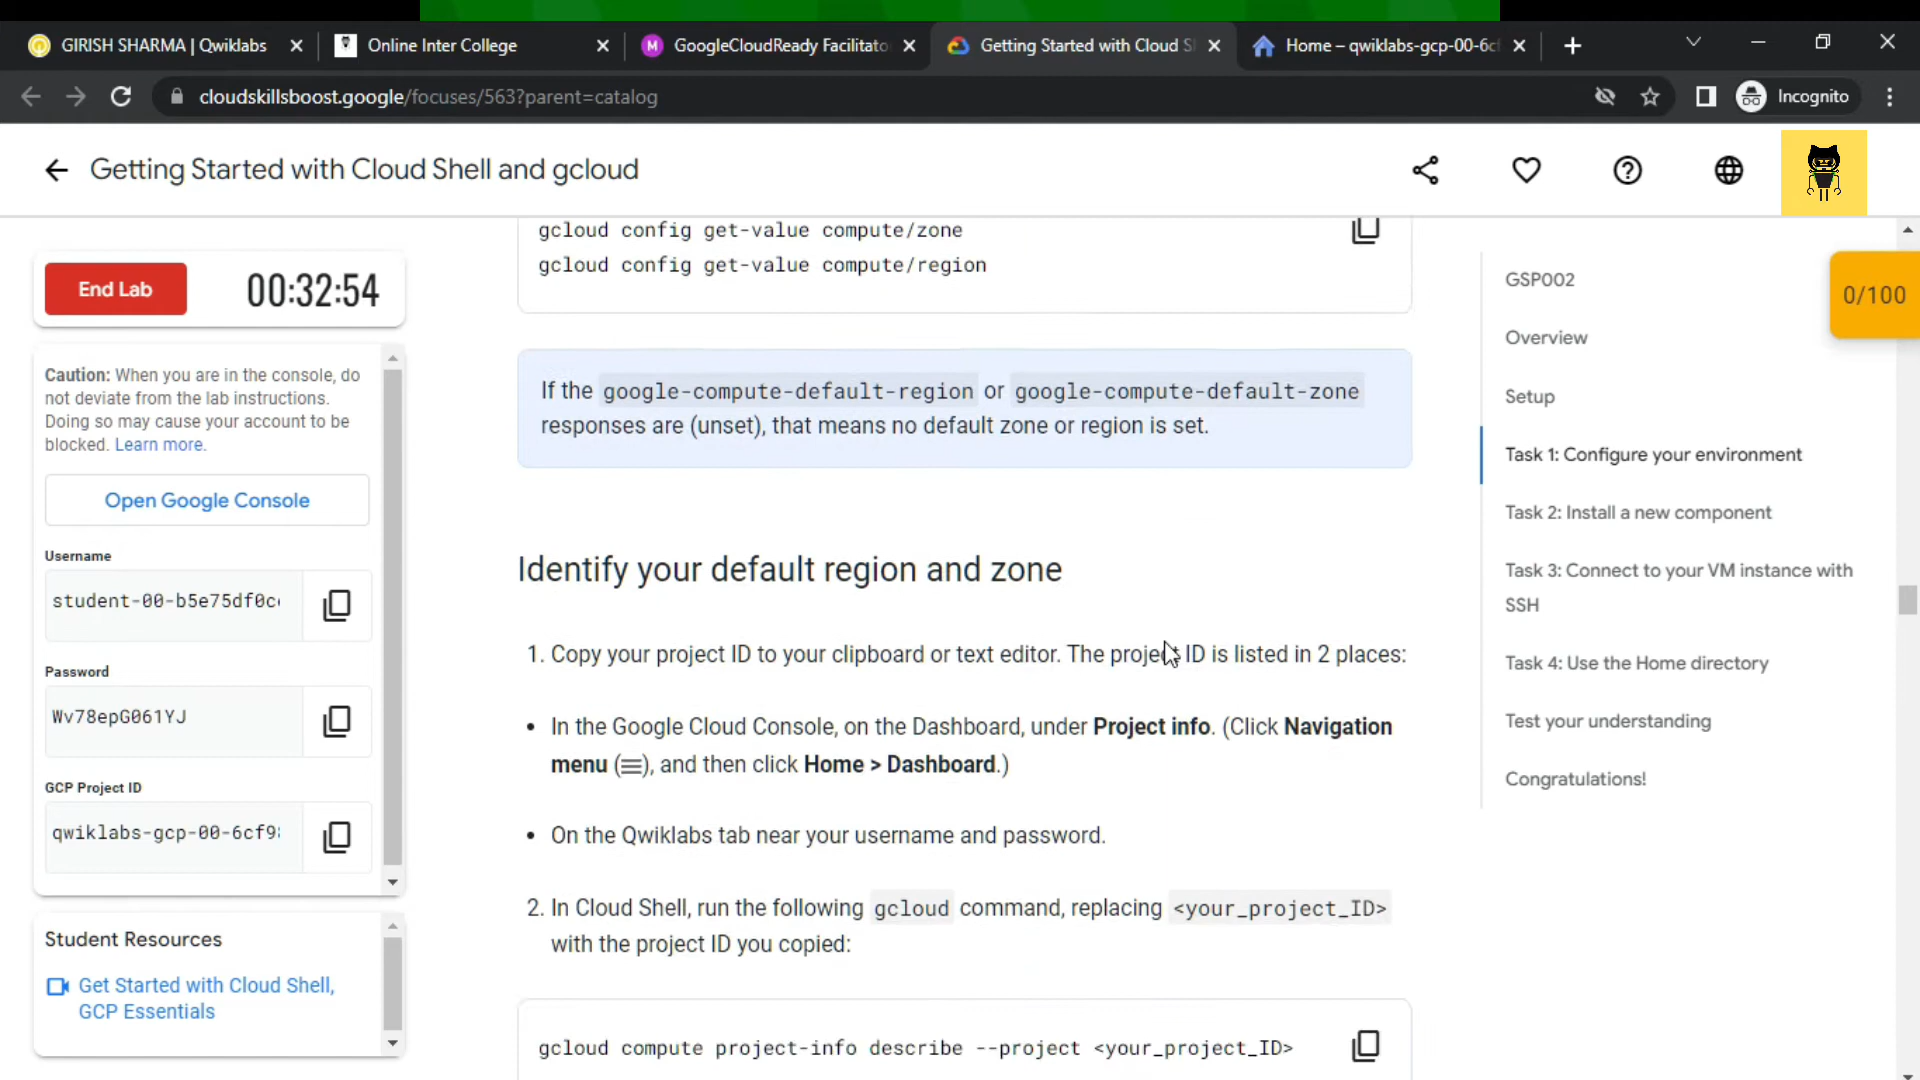 GIRISH SHARMA | Qwiklabs
Online Inter College
GoogleCloudReady Facilitato
Getting Started with Cloud S
Home – qwiklabs-gcp-00-6c
cloudskillsboost.google/focuses/563?parent=catalog
Incognito
Getting Started with Cloud Shell and gcloud
End Lab
00:32:54
Caution: When you are in the console, do
not deviate from the lab instructions.
Doing so may cause your account to be
blocked. Learn more.
Open Google Console
Username
student-00-b5e75df0c
Password
Wv78epG061YJ
GCP Project ID
qwiklabs-gcp-00-6cf9
Student Resources
Get Started with Cloud Shell,
GCP Essentials
gcloud config get-value compute/zone
gcloud config get-value compute/region
If the google-compute-default-region or google-compute-default-zone
responses are (unset), that means no default zone or region is set.
Identify your default region and zone
1. Copy your project ID to your clipboard or text editor. The project ID is listed in 2 places:
• In the Google Cloud Console, on the Dashboard, under Project info. (Click Navigation
menu (≡), and then click Home > Dashboard.)
• On the Qwiklabs tab near your username and password.
2. In Cloud Shell, run the following gcloud command, replacing <your_project_ID>
with the project ID you copied:
gcloud compute project-info describe --project <your_project_ID>
GSP002
Overview
Setup
Task 1: Configure your environment
Task 2: Install a new component
Task 3: Connect to your VM instance with
SSH
Task 4: Use the Home directory
Test your understanding
Congratulations!
0/100